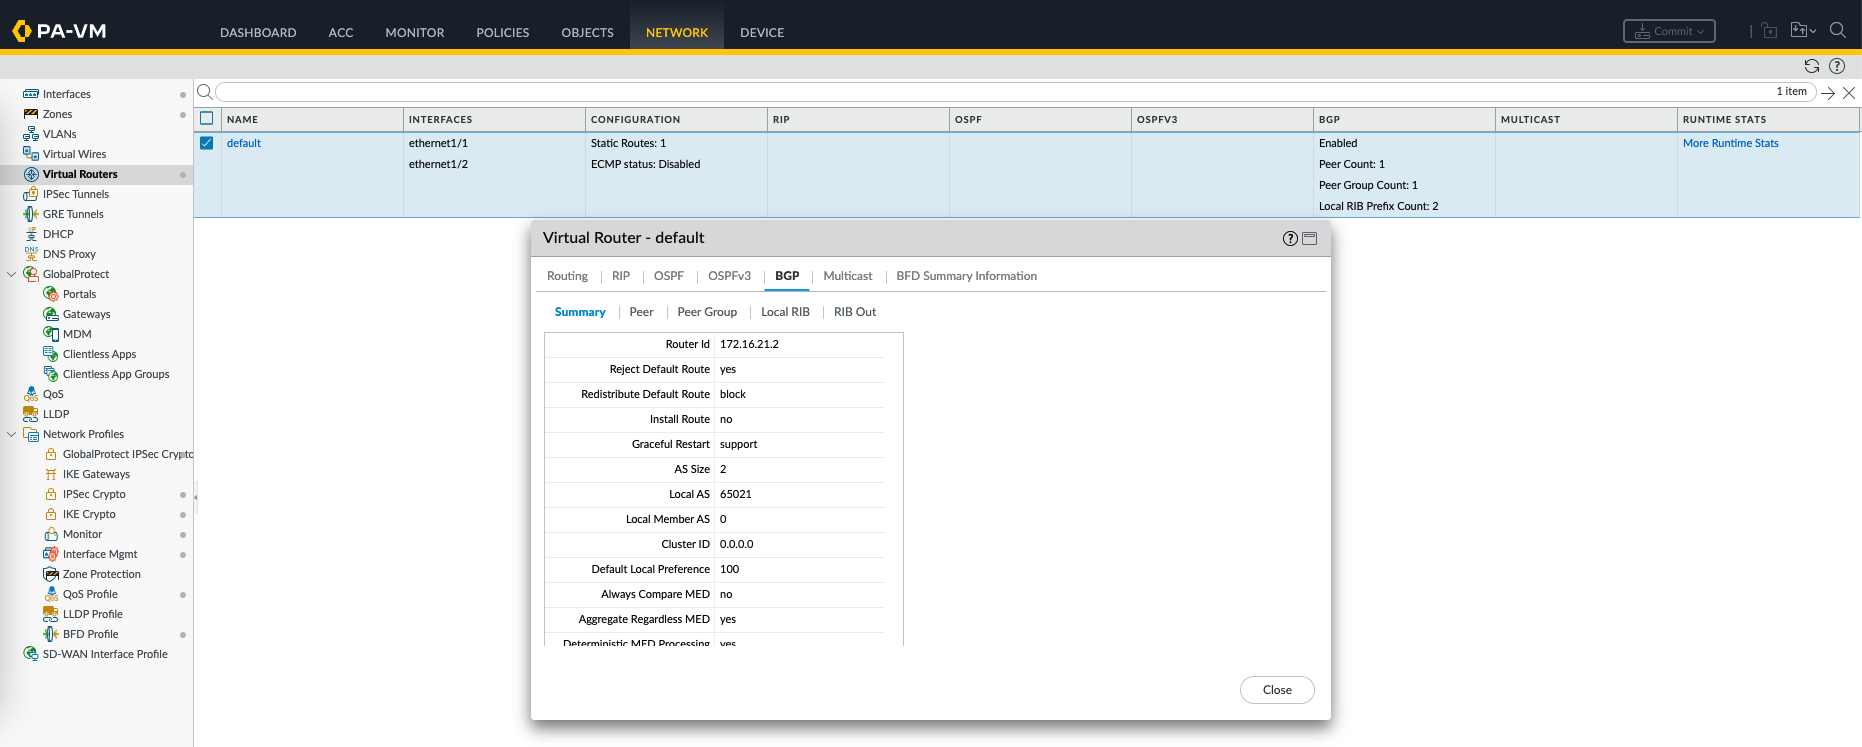 PA-VM
DASHBOARD ACC MONITOR POLICIES OBJECTS NETWORK DEVICE
Commit
1 item
Interfaces
Zones
VLANs
Virtual Wires
Virtual Routers
IPSec Tunnels
GRE Tunnels
DHCP
DNS Proxy
GlobalProtect
Portals
Gateways
MDM
Clientless Apps
Clientless App Groups
QoS
LLDP
Network Profiles
GlobalProtect IPSec Crypto
IKE Gateways
IPSec Crypto
IKE Crypto
Monitor
Interface Mgmt
Zone Protection
QoS Profile
LLDP Profile
BFD Profile
SD-WAN Interface Profile
NAME INTERFACES CONFIGURATION RIP OSPF OSPFV3 BGP MULTICAST RUNTIME STATS
default ethernet1/1 Static Routes: 1 Enabled More Runtime Stats
ethernet1/2 ECMP status: Disabled Peer Count: 1
Peer Group Count: 1
Local RIB Prefix Count: 2
Virtual Router - default
Routing RIP OSPF OSPFv3 BGP Multicast BFD Summary Information
Summary Peer Peer Group Local RIB RIB Out
Router Id 172.16.21.2
Reject Default Route yes
Redistribute Default Route block
Install Route no
Graceful Restart support
AS Size 2
Local AS 65021
Local Member AS 0
Cluster ID 0.0.0.0
Default Local Preference 100
Always Compare MED no
Aggregate Regardless MED yes
Deterministic MED Processing yes
Close